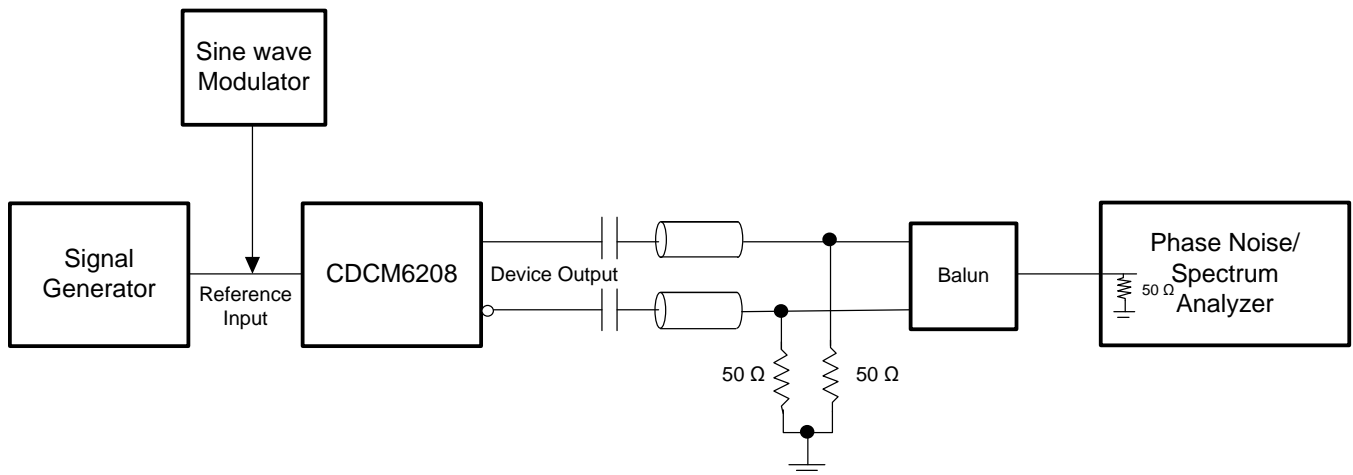 Sine wave
Modulator
Signal
Generator
Reference
Input
CDCM6208
Device Output
Balun
Phase Noise/
Spectrum
Analyzer
50 Ω
50 Ω
50 Ω